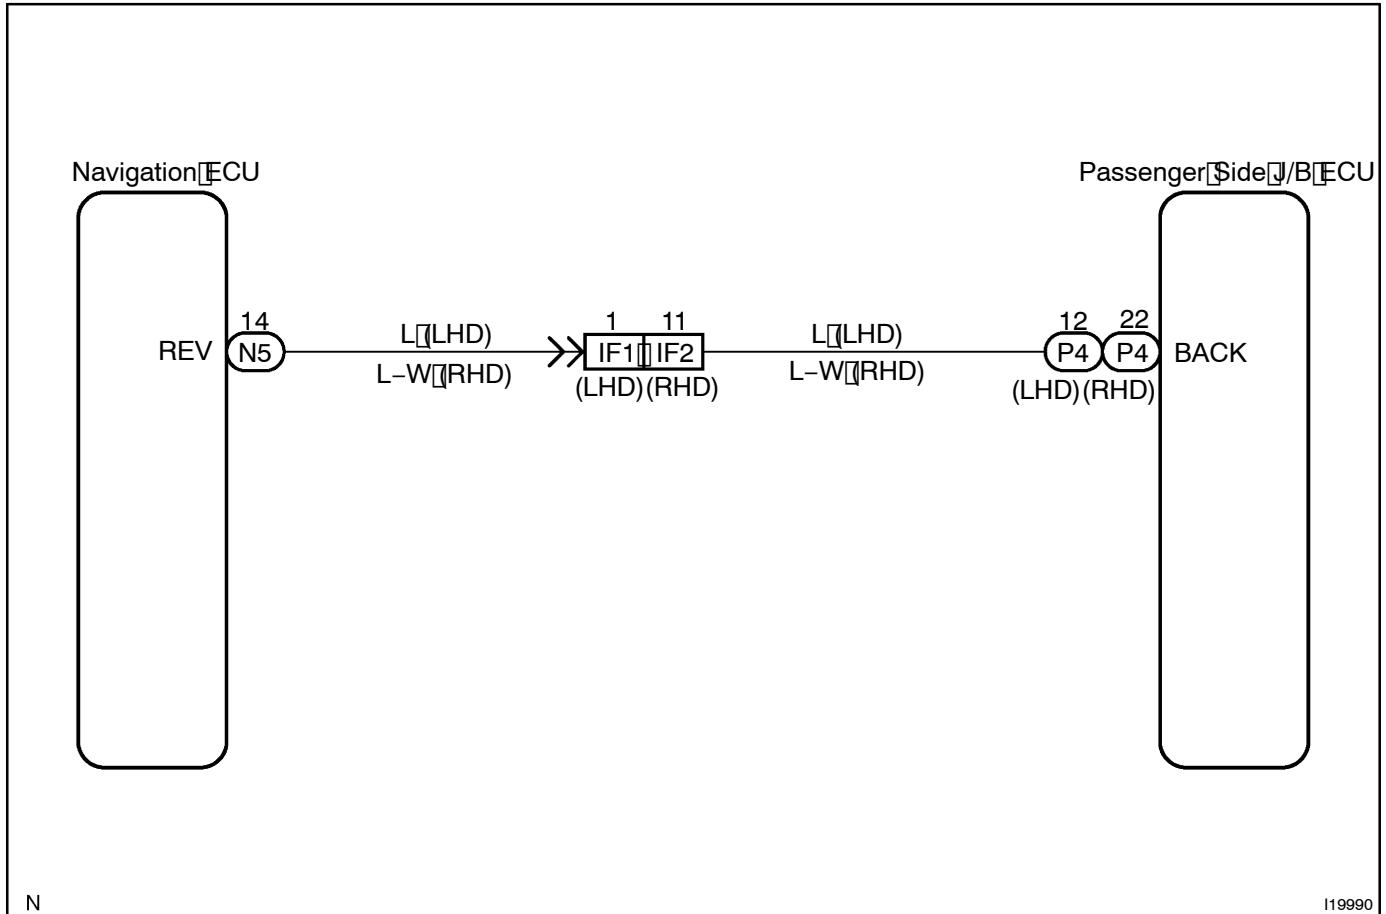 Navigation ECU
Passenger Side J/B ECU
14
1
11
12
22
L (LHD)
L (LHD)
REV
N5
IF1
IF2
P4
P4
BACK
L−W (RHD)
(LHD)
(RHD)
L−W (RHD)
(LHD)
(RHD)
N
I19990